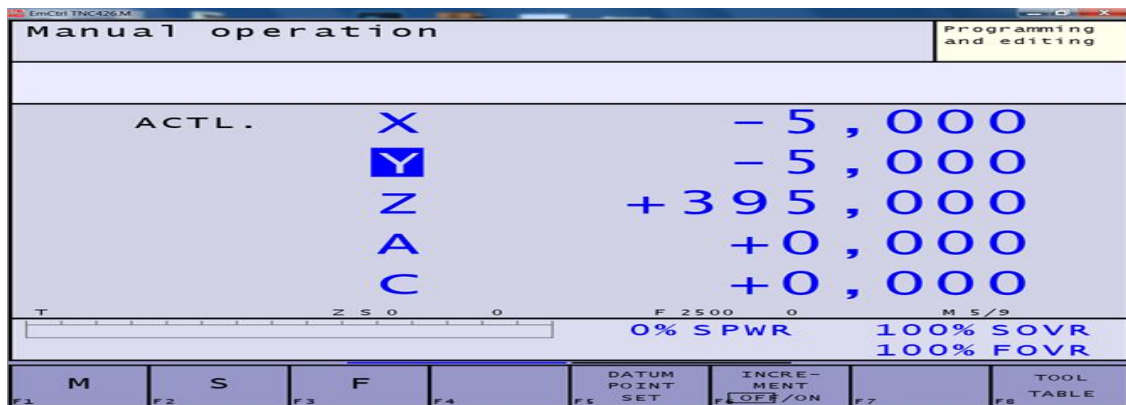 EmCtrl TNC426.M
Manual operation
Programming
and editing
ACTL. X -5,000
Y -5,000
Z +395,000
A +0,000
C +0,000
T Z S 0 0 F 2500 0 M 5/9
0% SPWR 100% SOVR
100% FOVR
M
F1
S
F2
F
F3
F4
DATUM
POINT
SET
F5
INCRE-
MENT
OFF/ON
F6
F7
TOOL
TABLE
F8